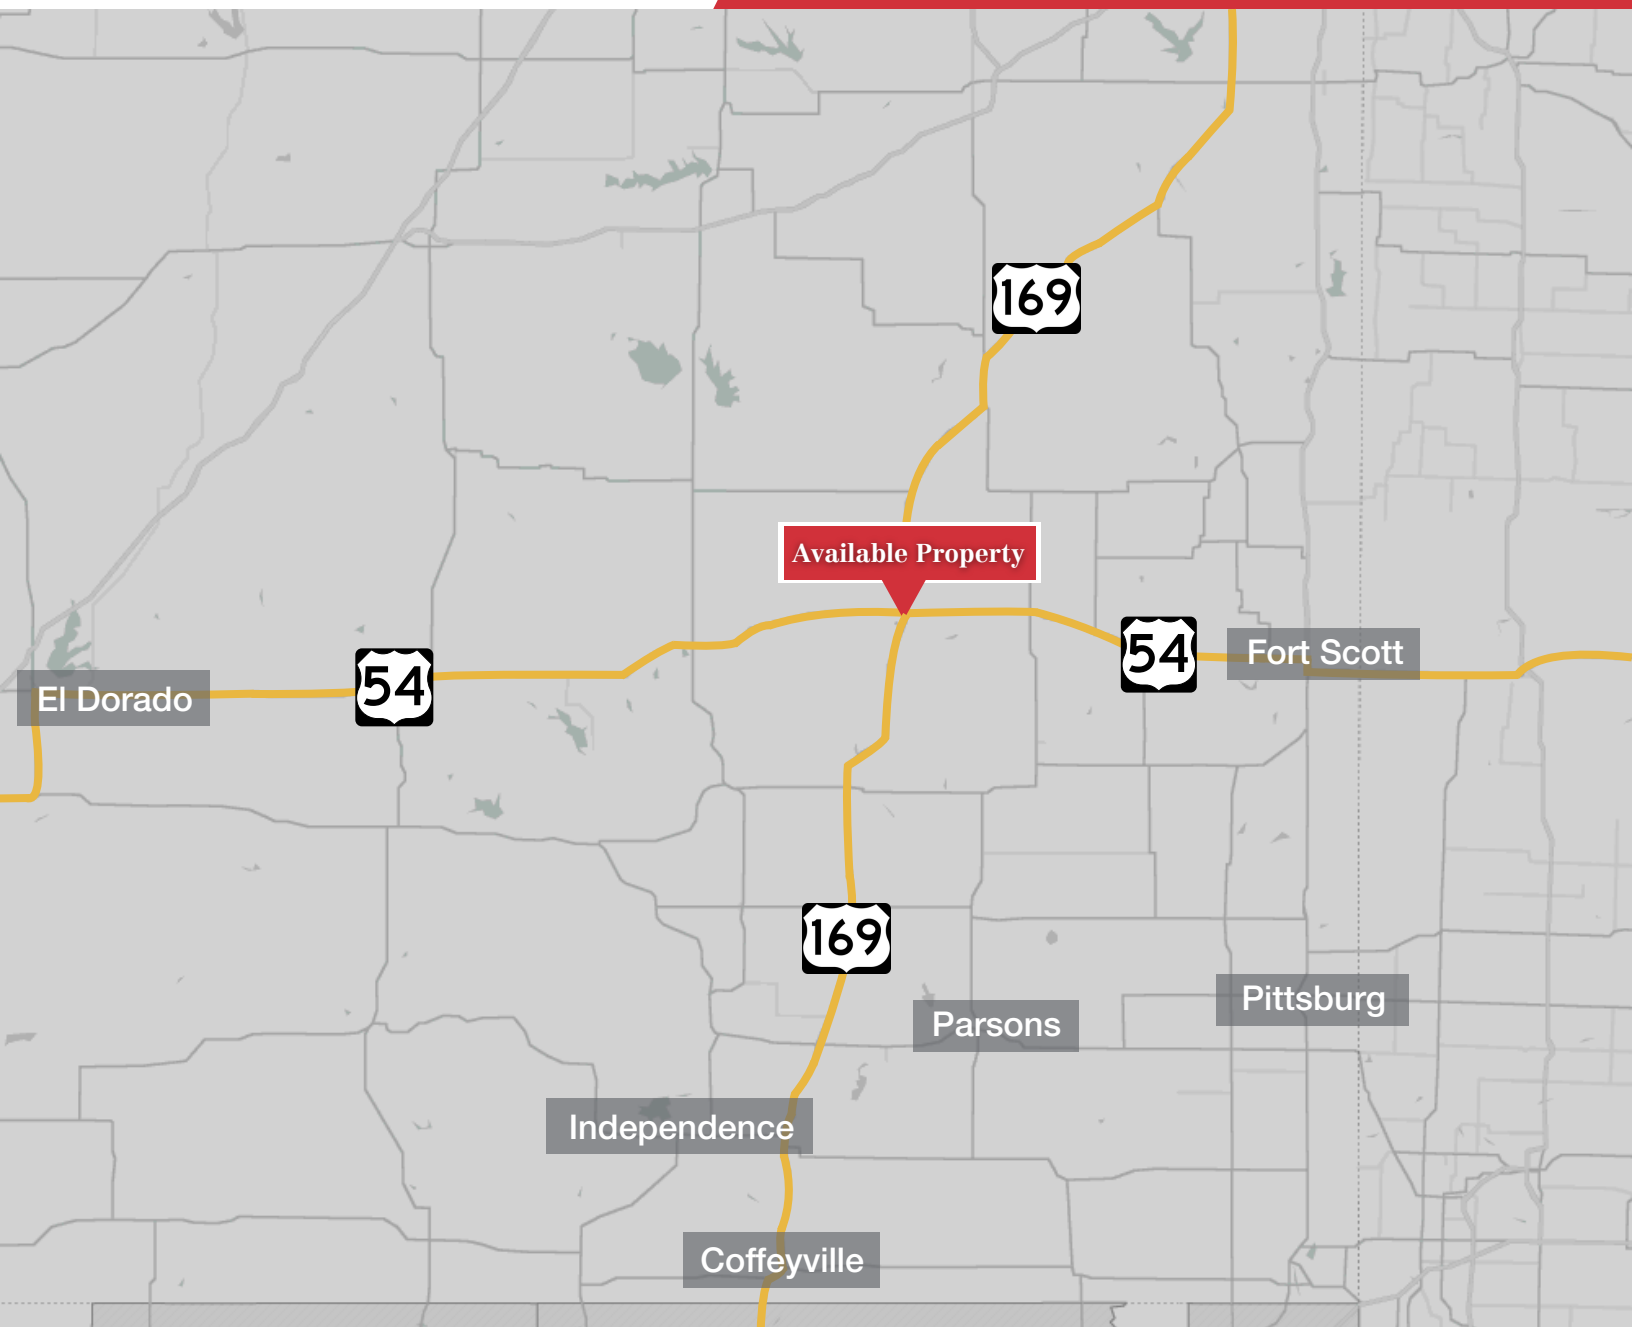 169
Available Property
54
Fort Scott
El Dorado
54
169
Pittsburg
Parsons
Independence
Coffeyville